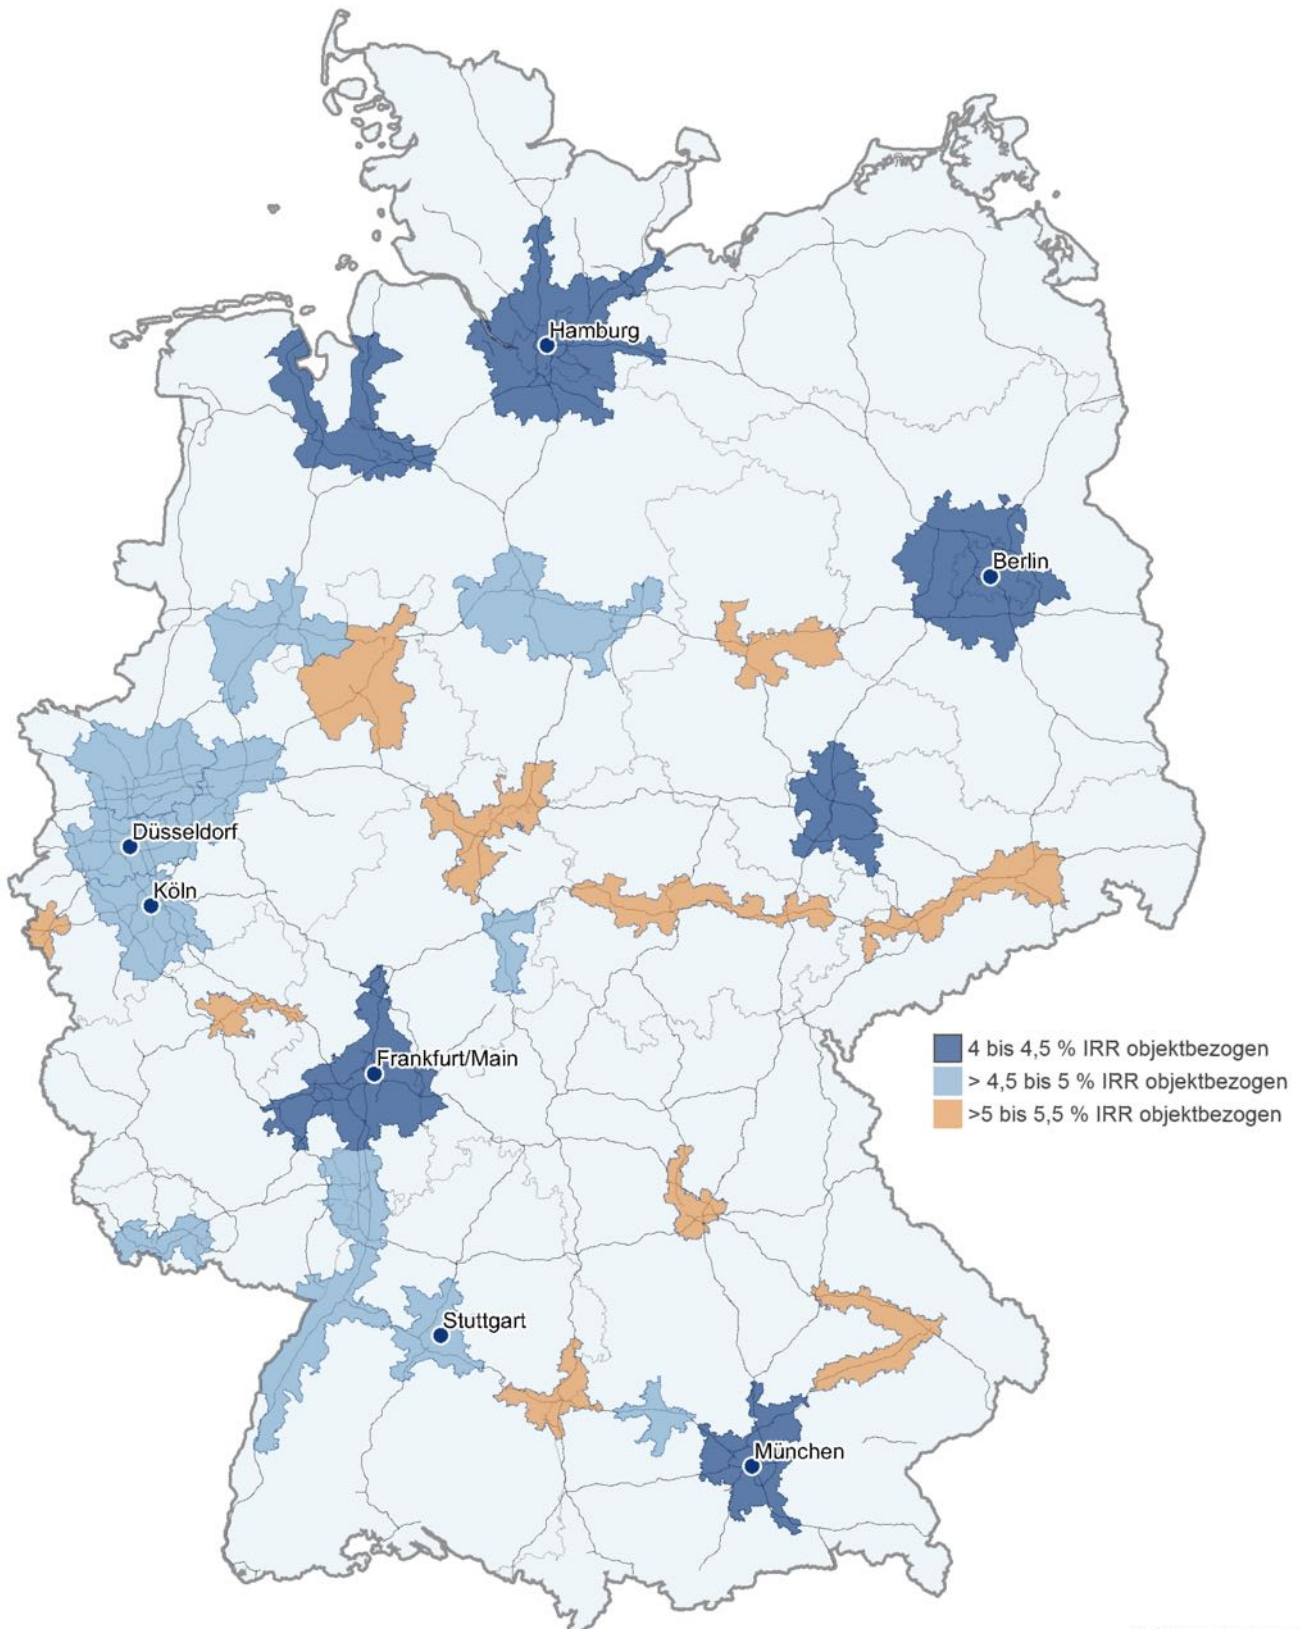 Hamburg
Berlin
Düsseldorf
Köln
Frankfurt/Main
4 bis 4,5 % IRR objektbezogen
> 4,5 bis 5 % IRR objektbezogen
>5 bis 5,5 % IRR objektbezogen
Stuttgart
München